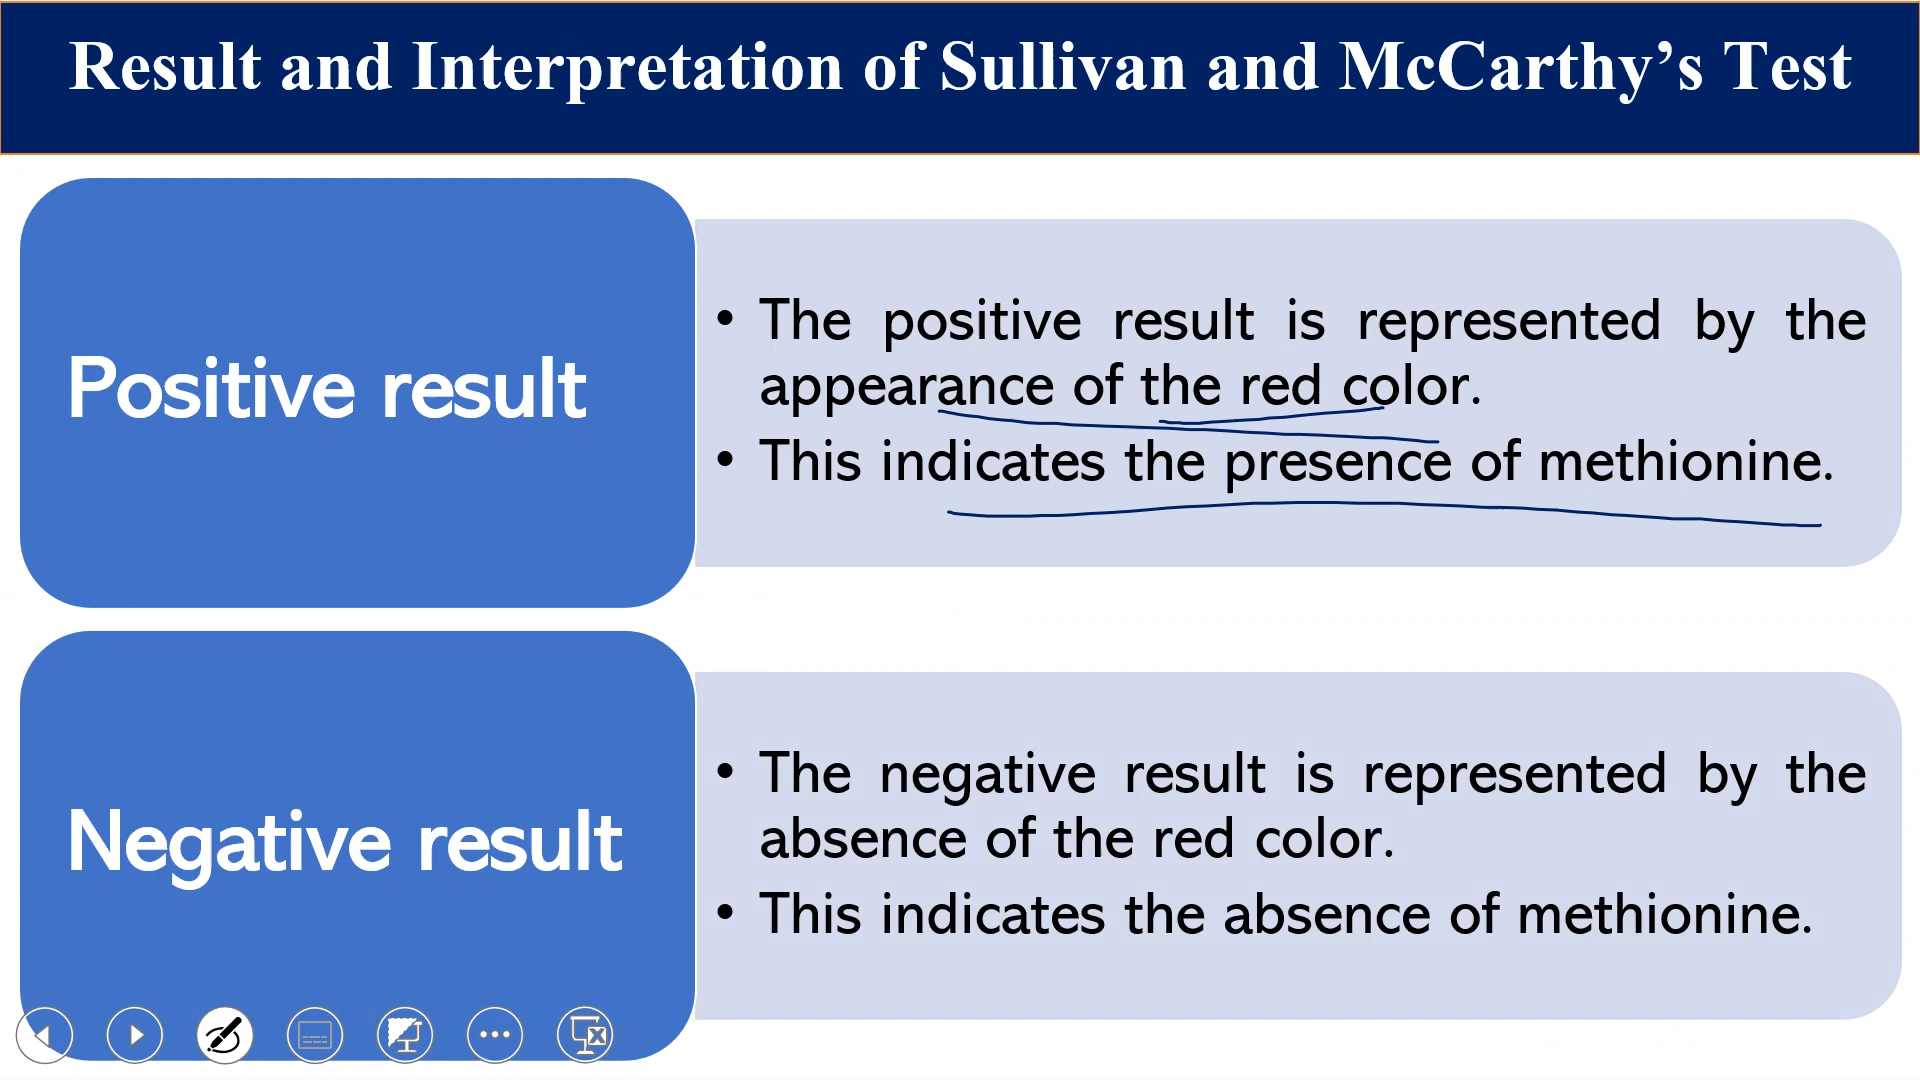 Result and Interpretation of Sullivan and McCarthy’s Test
Positive result
• The positive result is represented by the
appearance of the red color.
• This indicates the presence of methionine.
Negative result
• The negative result is represented by the
absence of the red color.
• This indicates the absence of methionine.